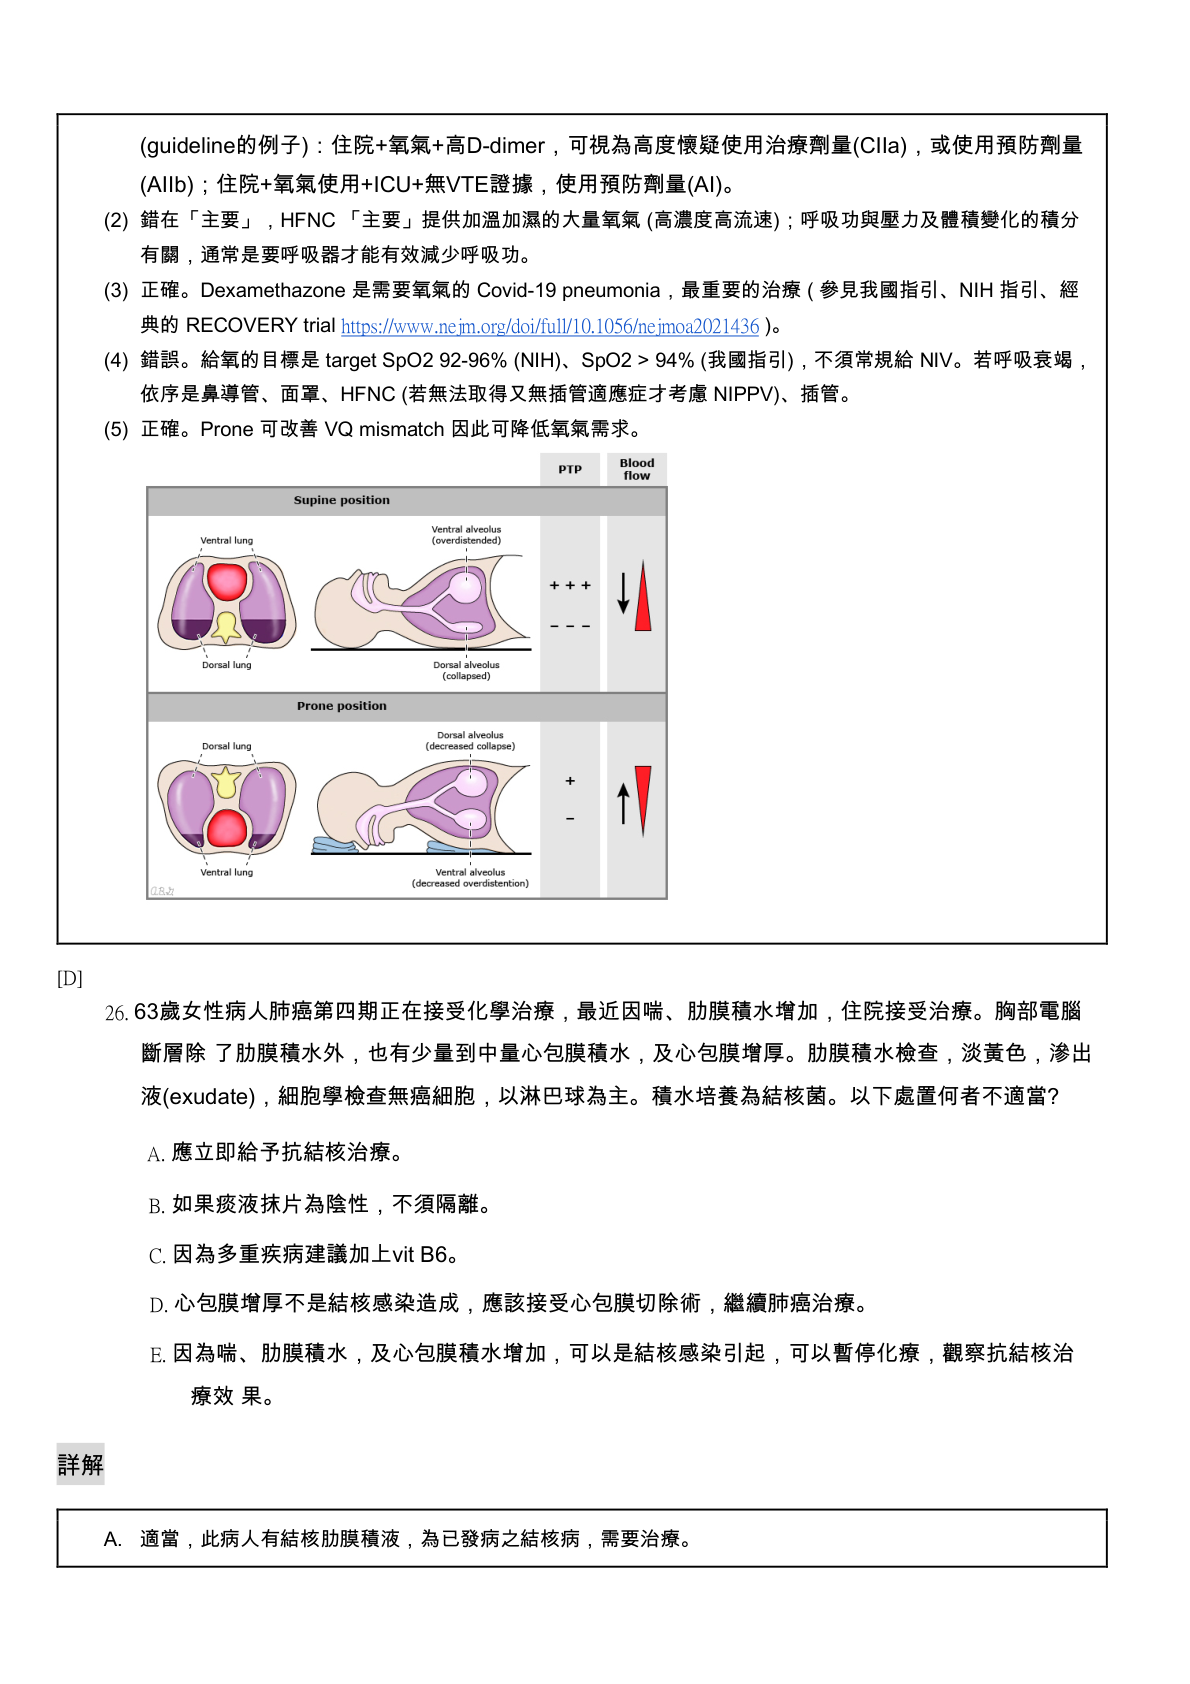 (guideline的例子)：住院+氧氣+高D-dimer，可視為高度懷疑使用治療劑量(CIIa)，或使用預防劑量
(AIIb)；住院+氧氣使用+ICU+無VTE證據，使用預防劑量(AI)。
(2) 錯在「主要」，HFNC 「主要」提供加溫加濕的大量氧氣 (高濃度高流速)；呼吸功與壓力及體積變化的積分
有關，通常是要呼吸器才能有效減少呼吸功。
(3) 正確。Dexamethazone 是需要氧氣的 Covid-19 pneumonia，最重要的治療 ( 參見我國指引、NIH 指引、經
典的 RECOVERY trial https://www.nejm.org/doi/full/10.1056/nejmoa2021436 )。
(4) 錯誤。給氧的目標是 target SpO2 92-96% (NIH)、SpO2 > 94% (我國指引)，不須常規給 NIV。若呼吸衰竭，
依序是鼻導管、面罩、HFNC (若無法取得又無插管適應症才考慮 NIPPV)、插管。
(5) 正確。Prone 可改善 VQ mismatch 因此可降低氧氣需求。
PTP
Blood
flow
Supine position
Ventral lung
Ventral alveolus
(overdistended)
+ + +
− − −
Dorsal lung
Dorsal alveolus
(collapsed)
Prone position
Dorsal lung
Dorsal alveolus
(decreased collapse)
+
−
Ventral lung
Ventral alveolus
(decreased overdistention)
[D]
26. 63歲女性病人肺癌第四期正在接受化學治療，最近因喘、肋膜積水增加，住院接受治療。胸部電腦
斷層除 了肋膜積水外，也有少量到中量心包膜積水，及心包膜增厚。肋膜積水檢查，淡黃色，滲出
液(exudate)，細胞學檢查無癌細胞，以淋巴球為主。積水培養為結核菌。以下處置何者不適當?
A. 應立即給予抗結核治療。
B. 如果痰液抹片為陰性，不須隔離。
C. 因為多重疾病建議加上vit B6。
D. 心包膜增厚不是結核感染造成，應該接受心包膜切除術，繼續肺癌治療。
E. 因為喘、肋膜積水，及心包膜積水增加，可以是結核感染引起，可以暫停化療，觀察抗結核治
療效 果。
詳解
A. 適當，此病人有結核肋膜積液，為已發病之結核病，需要治療。